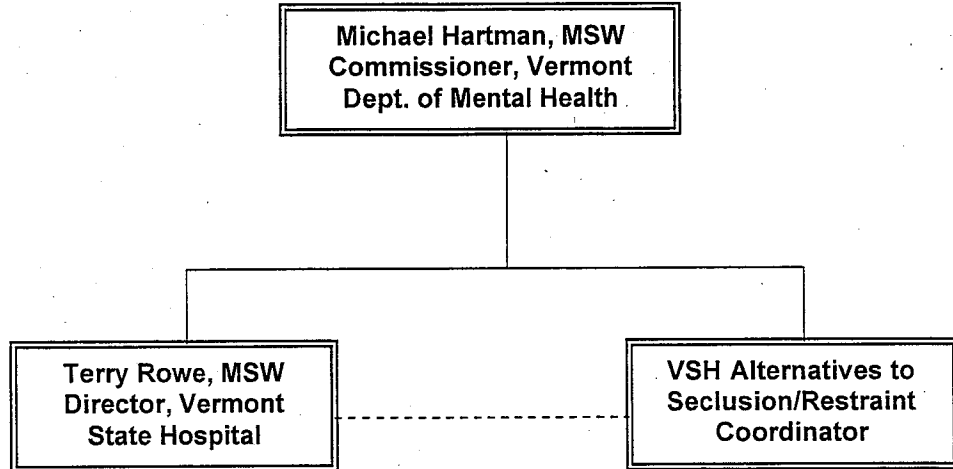 Michael Hartman, MSW
Commissioner, Vermont
Dept. of Mental Health
Terry Rowe, MSW
Director, Vermont
State Hospital
VSH Alternatives to
Seclusion/Restraint
Coordinator